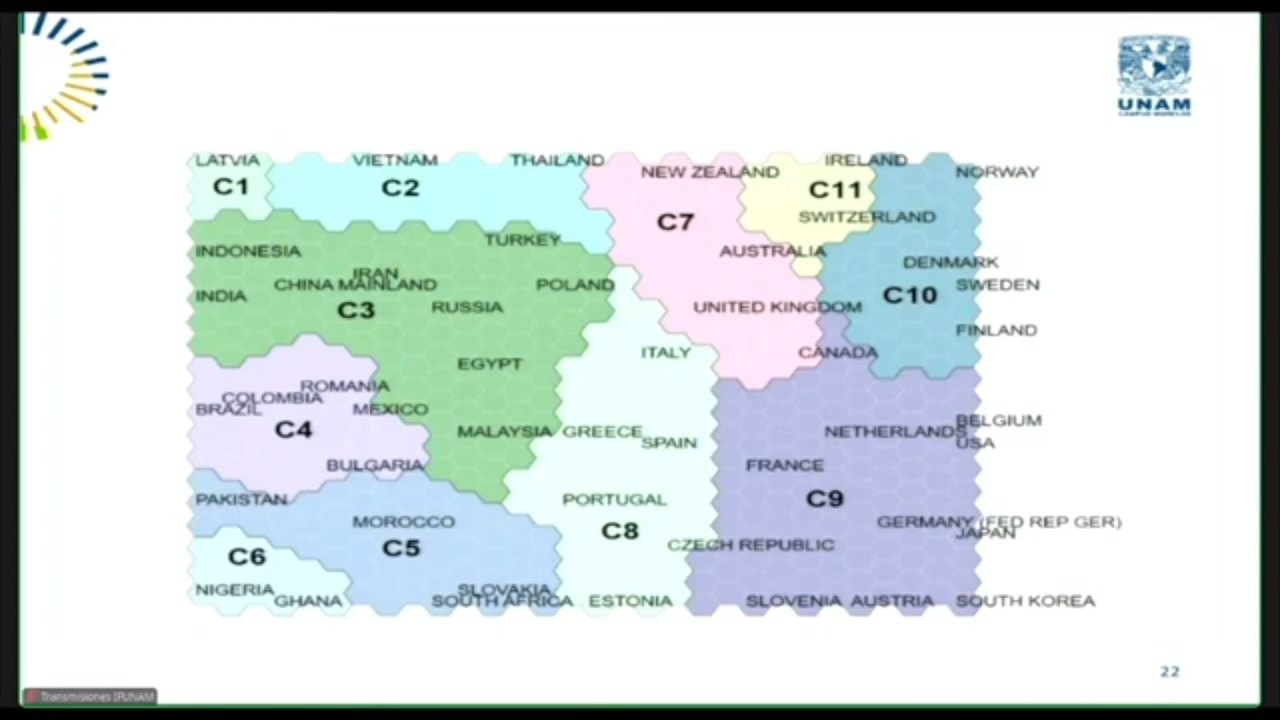 UNAM
CAMPUS MORELOS
LATVIA
VIETNAM
THAILAND
IRELAND
NEW ZEALAND
NORWAY
C1
C2
C11
C7
SWITZERLAND
TURKEY
INDONESIA
AUSTRALIA
DENMARK
IRAN
CHINA MAINLAND
POLAND
SWEDEN
INDIA
C10
C3
RUSSIA
UNITED KINGDOM
FINLAND
ITALY
CANADA
EGYPT
ROMANIA
COLOMBIA
BRAZIL
MEXICO
BELGIUM
C4
MALAYSIA
GREECE
NETHERLANDS
SPAIN
USA
BULGARIA
FRANCE
PAKISTAN
PORTUGAL
C9
MOROCCO
GERMANY (FED REP GER)
C8
JAPAN
C5
CZECH REPUBLIC
C6
NIGERIA
SLOVAKIA
GHANA
SOUTH AFRICA
ESTONIA
SLOVENIA
AUSTRIA
SOUTH KOREA
22
Transmisiones IFUNAM